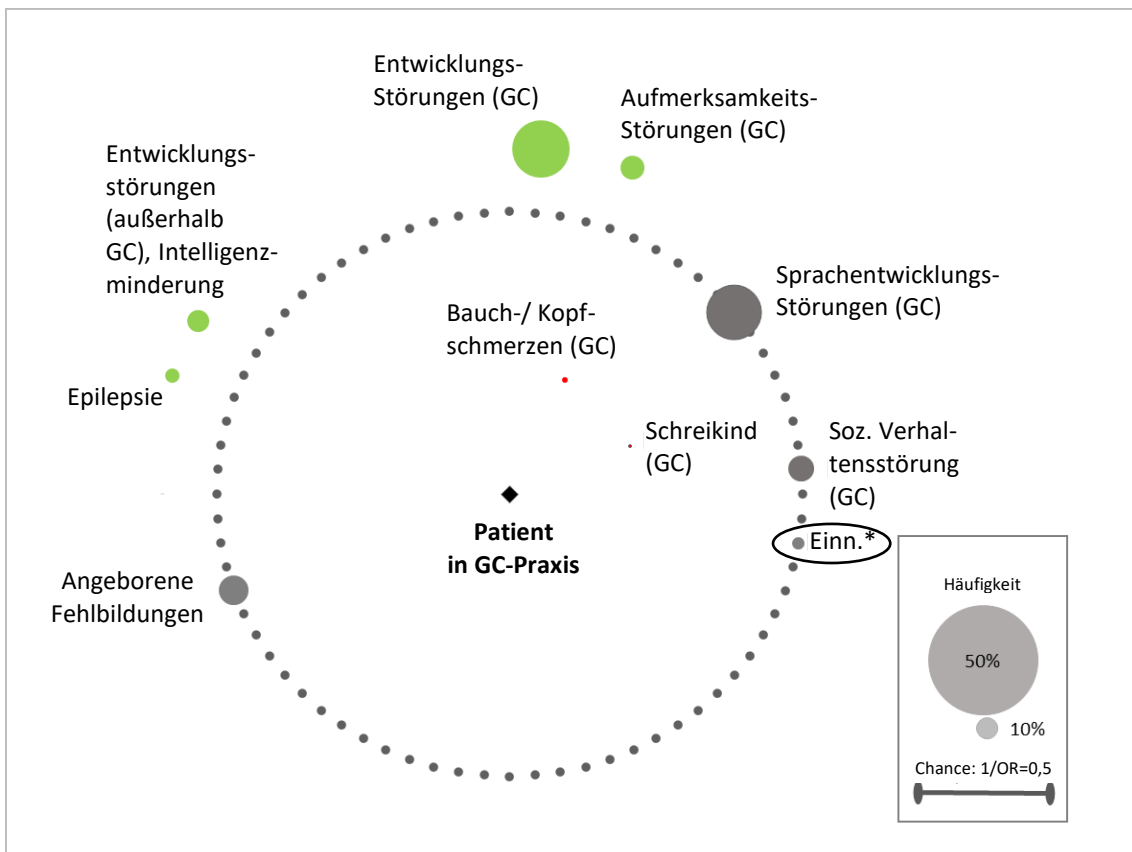 Entwicklungs-
Störungen (GC)
Aufmerksamkeits-
Störungen (GC)
Entwicklungs-
störungen
(außerhalb
GC), Intelligenz-
minderung
Sprachentwicklungs-
Störungen (GC)
Bauch-/ Kopf-
schmerzen (GC)
Epilepsie
Schreikind
(GC)
Soz. Verhal-
tensstörung
(GC)
Patient
in GC-Praxis
Einn.*
Angeborene
Fehlbildungen
Häufigkeit
50%
10%
Chance: 1/OR=0,5